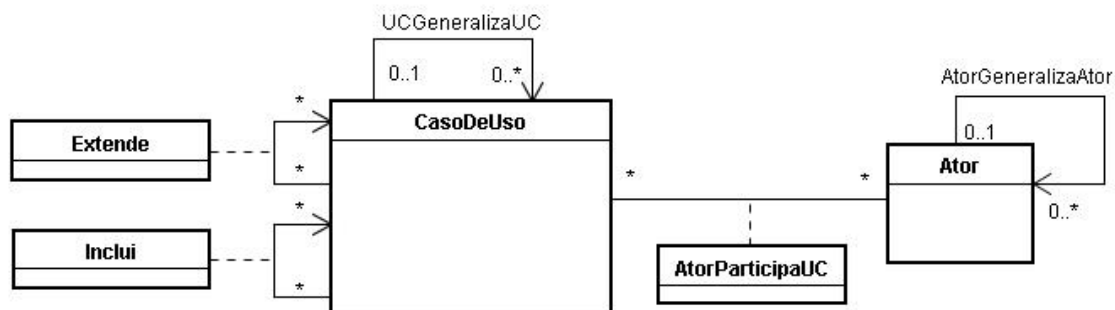 UCGeneralizaUC
0..1
0..*
AtorGeneralizaAtor
0..1
0..*
CasoDeUso
Ator
Extende
*
*
Inclui
*
*
*
*
AtorParticipaUC